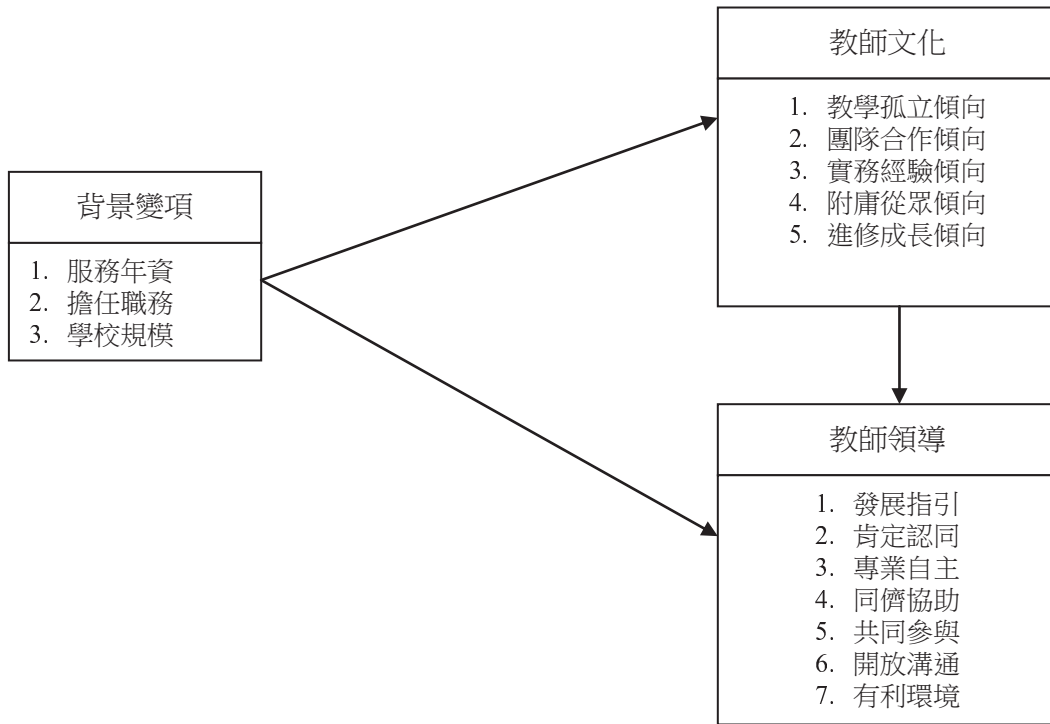 教師文化
1. 教學孤立傾向
2. 團隊合作傾向
3. 實務經驗傾向
4. 附庸從眾傾向
5. 進修成長傾向
背景變項
1. 服務年資
2. 擔任職務
3. 學校規模
教師領導
1. 發展指引
2. 肯定認同
3. 專業自主
4. 同儕協助
5. 共同參與
6. 開放溝通
7. 有利環境